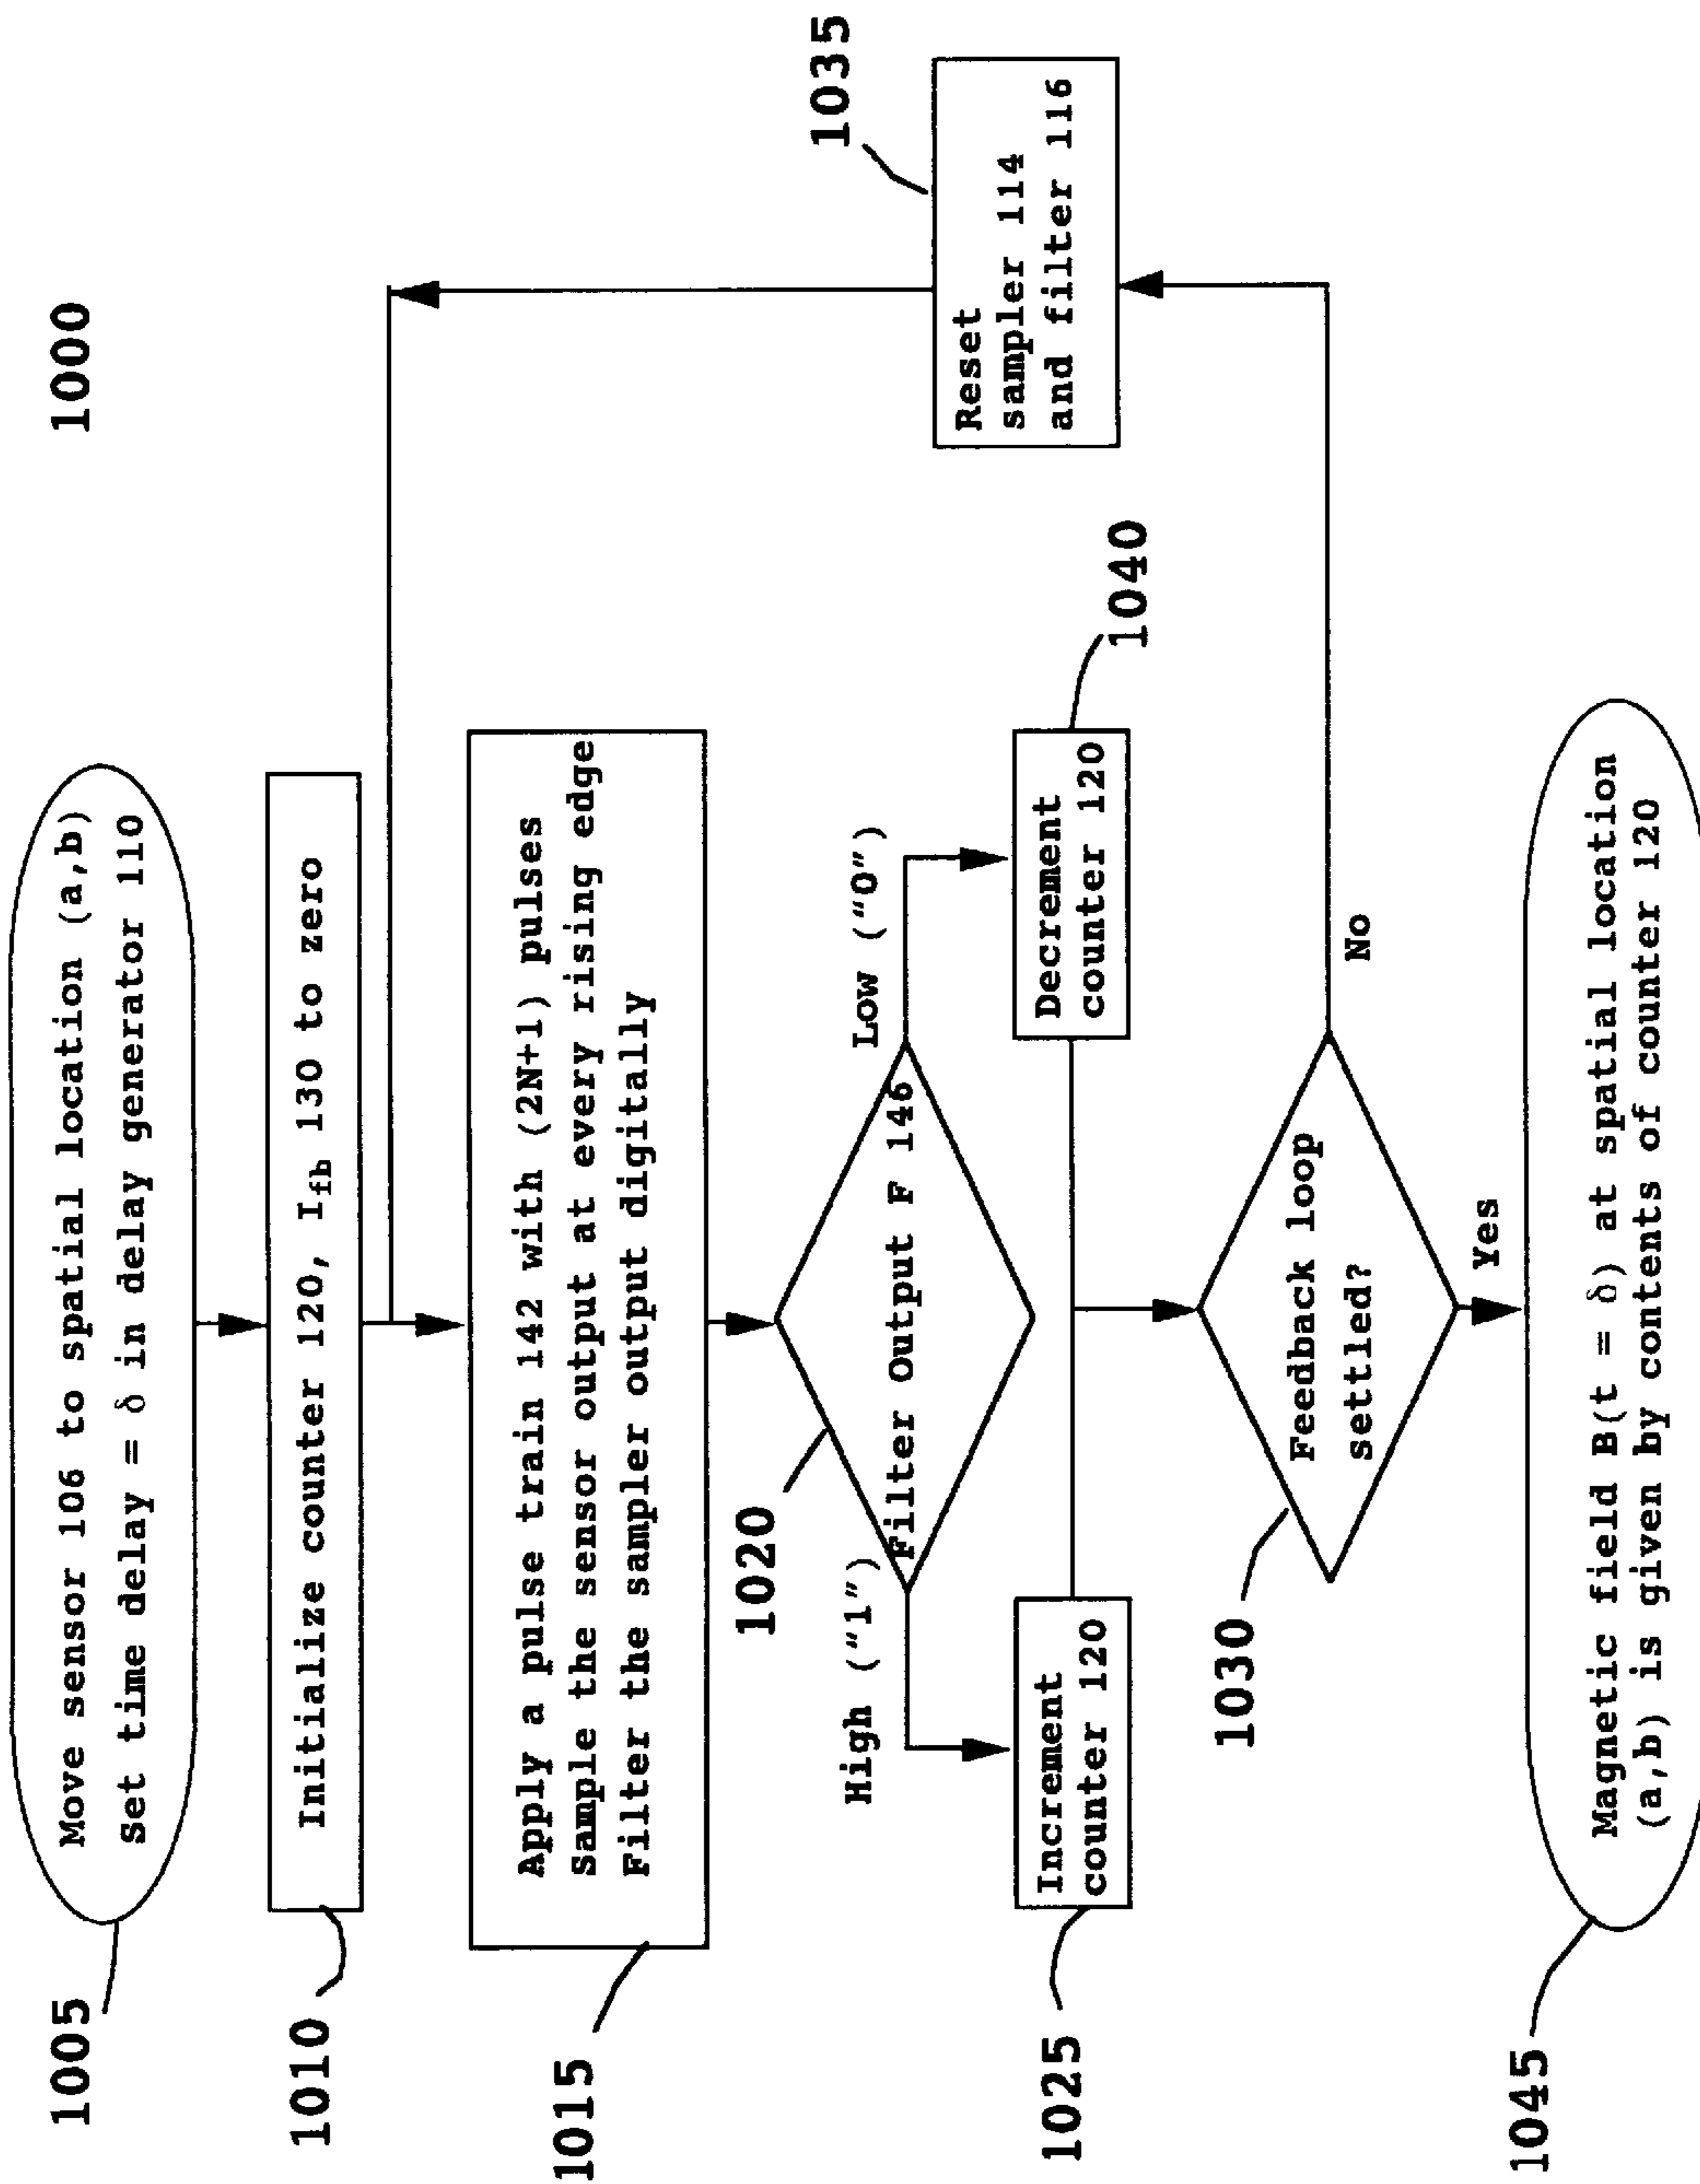 1000
1005
Move sensor 106 to spatial location (a,b)
Set time delay = δ in delay generator 110
1010
Initialize counter 120, Ifb 130 to zero
1015
Apply a pulse train 142 with (2N+1) pulses
Sample the sensor output at every rising edge
Filter the sampler output digitally
1020
High ("1")
Filter Output F 146
Low ("0")
1025
Increment
counter 120
Decrement
counter 120
1040
1035
Reset
sampler 114
and filter 116
1030
Feedback loop
settled?
No
Yes
1045
Magnetic field B(t = δ) at spatial location
(a,b) is given by contents of counter 120